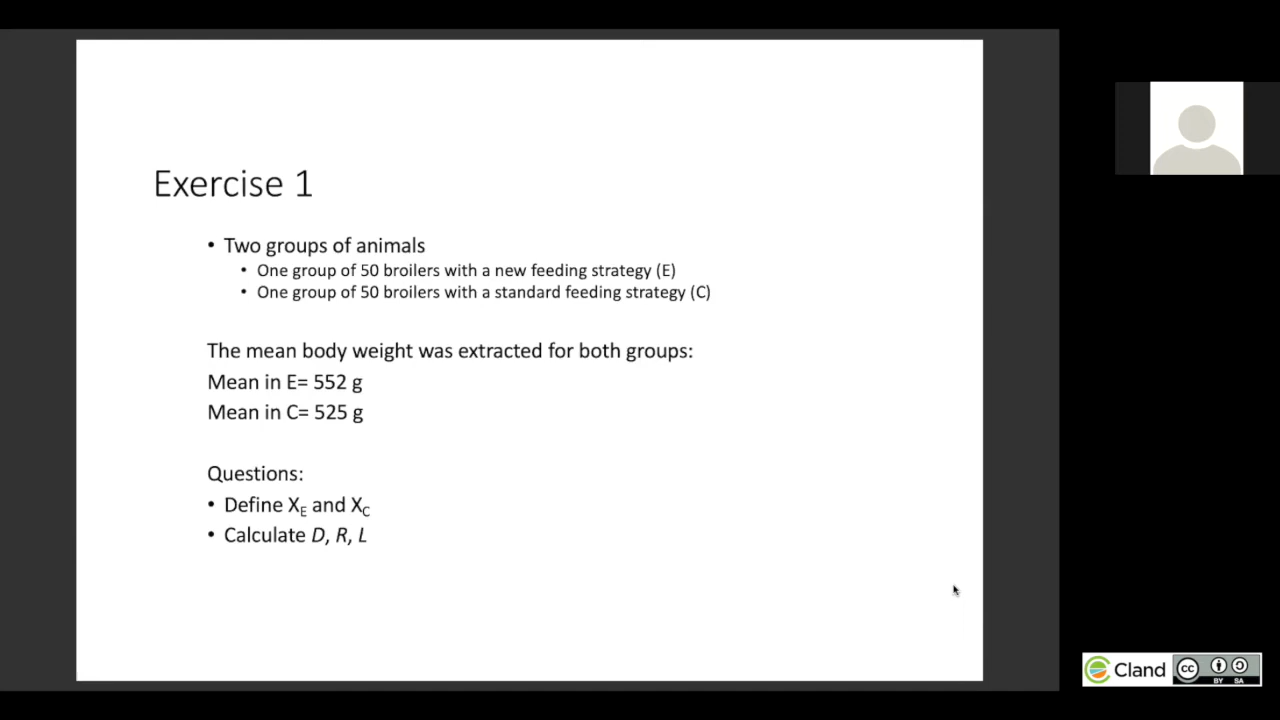 Exercise 1
• Two groups of animals
• One group of 50 broilers with a new feeding strategy (E)
• One group of 50 broilers with a standard feeding strategy (C)
The mean body weight was extracted for both groups:
Mean in E= 552 g
Mean in C= 525 g
Questions:
• Define XE and XC
• Calculate D, R, L
Cland
cc
BY SA